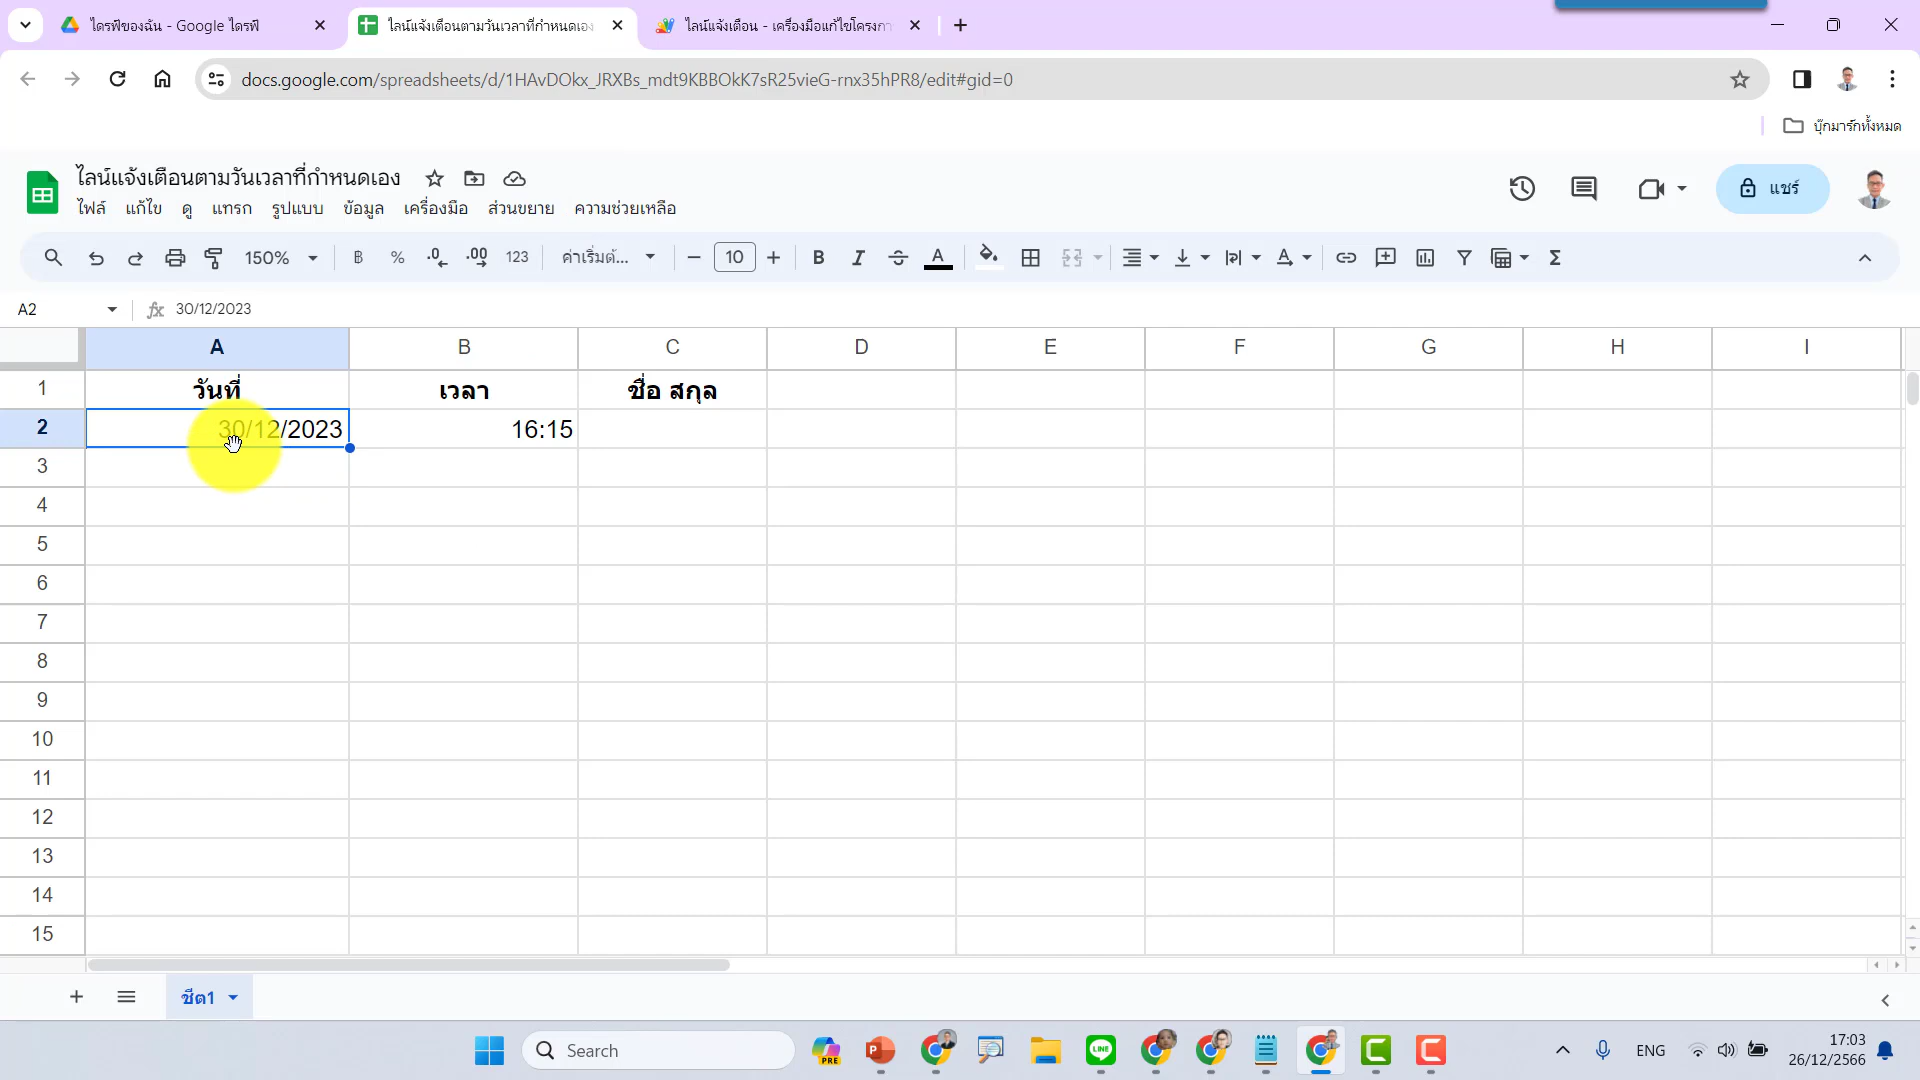 ไดรฟ์ของฉัน - Google ไดรฟ์
ไลน์แจ้งเตือนตามวันเวลาที่กำหนดเอง
ไลน์แจ้งเตือน - เครื่องมือแก้ไขโครงการ
docs.google.com/spreadsheets/d/1HAvDOkx_JRXBs_mdt9KBBOkK7sR25vieG-rnx35hPR8/edit#gid=0
บุ๊กมาร์กทั้งหมด
ไลน์แจ้งเตือนตามวันเวลาที่กำหนดเอง
ไฟล์ แก้ไข ดู แทรก รูปแบบ ข้อมูล เครื่องมือ ส่วนขยาย ความช่วยเหลือ
แชร์
150% ฿ % .0 .00 123 ค่าเริ่มต้... 10 B I A Σ
A2 fx 30/12/2023
A B C D E F G H I
1 วันที่ เวลา ชื่อ สกุล
2 30/12/2023 16:15
3
4
5
6
7
8
9
10
11
12
13
14
15
ชีต1
Search
PRE
LINE
ENG
17:03
26/12/2566